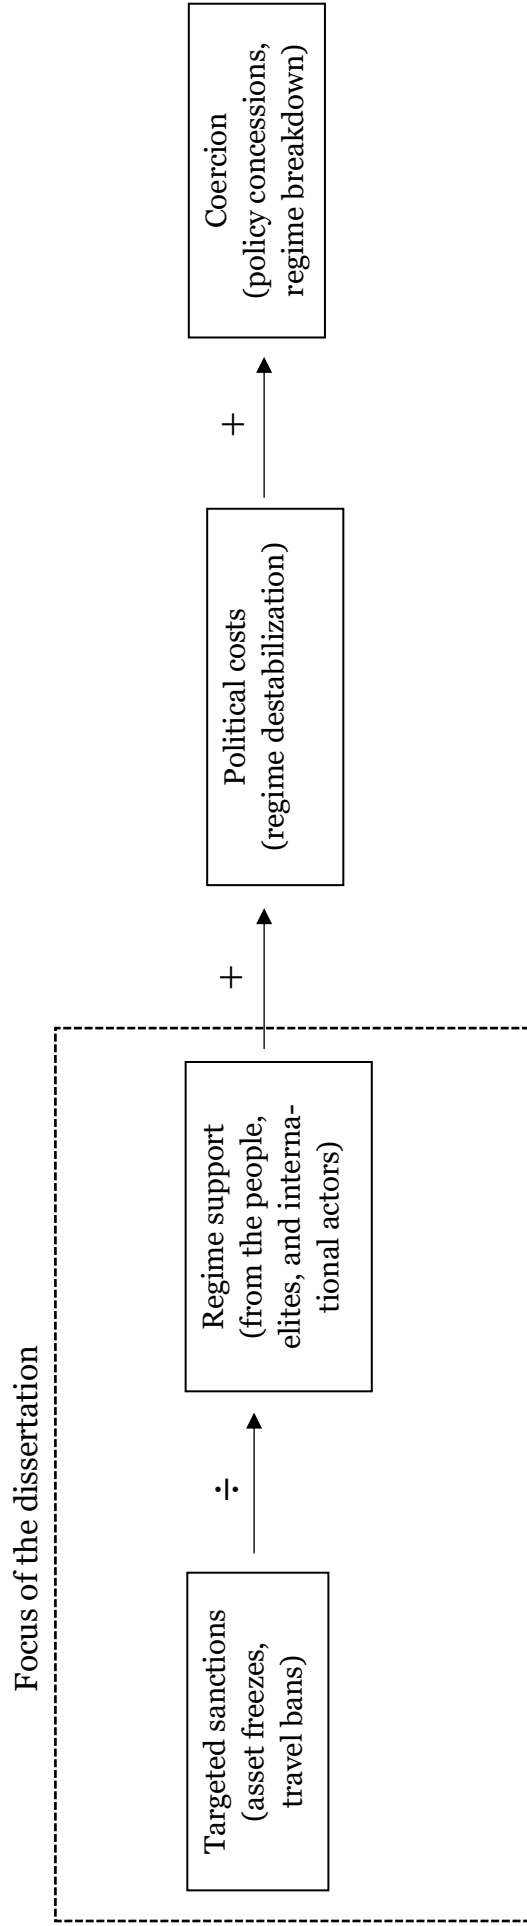 Focus of the dissertation
Targeted sanctions
(asset freezes,
travel bans)
÷
Regime support
(from the people,
elites, and interna-
tional actors)
+
Political costs
(regime destabilization)
+
Coercion
(policy concessions,
regime breakdown)